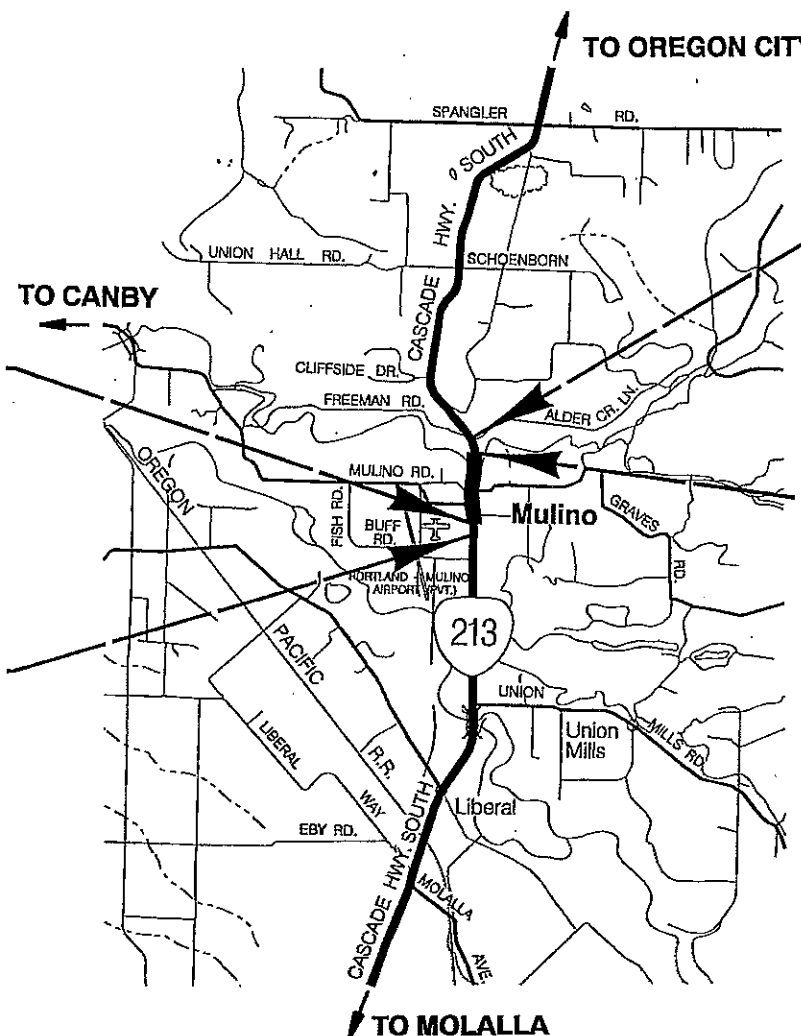 TO OREGON CITY
SPANGLER RD.
SOUTH
HWY.
CASCADE
UNION HALL RD.
SCHOENBORN
TO CANBY
CLIFFSIDE DR.
FREEMAN RD.
ALDER CR. LN.
OREGON
PACIFIC
R.R.
MULINO RD.
FISH RD.
BUFF RD.
Mulino
GRAVES
RD.
PORTLAND - MULINO
AIRPORT (PVT.)
213
UNION
MILLS RD.
Union
Mills
LIBERAL
WAY
Liberal
EBY RD.
CASCADE HWY. SOUTH
MOLALLA
AVE.
TO MOLALLA